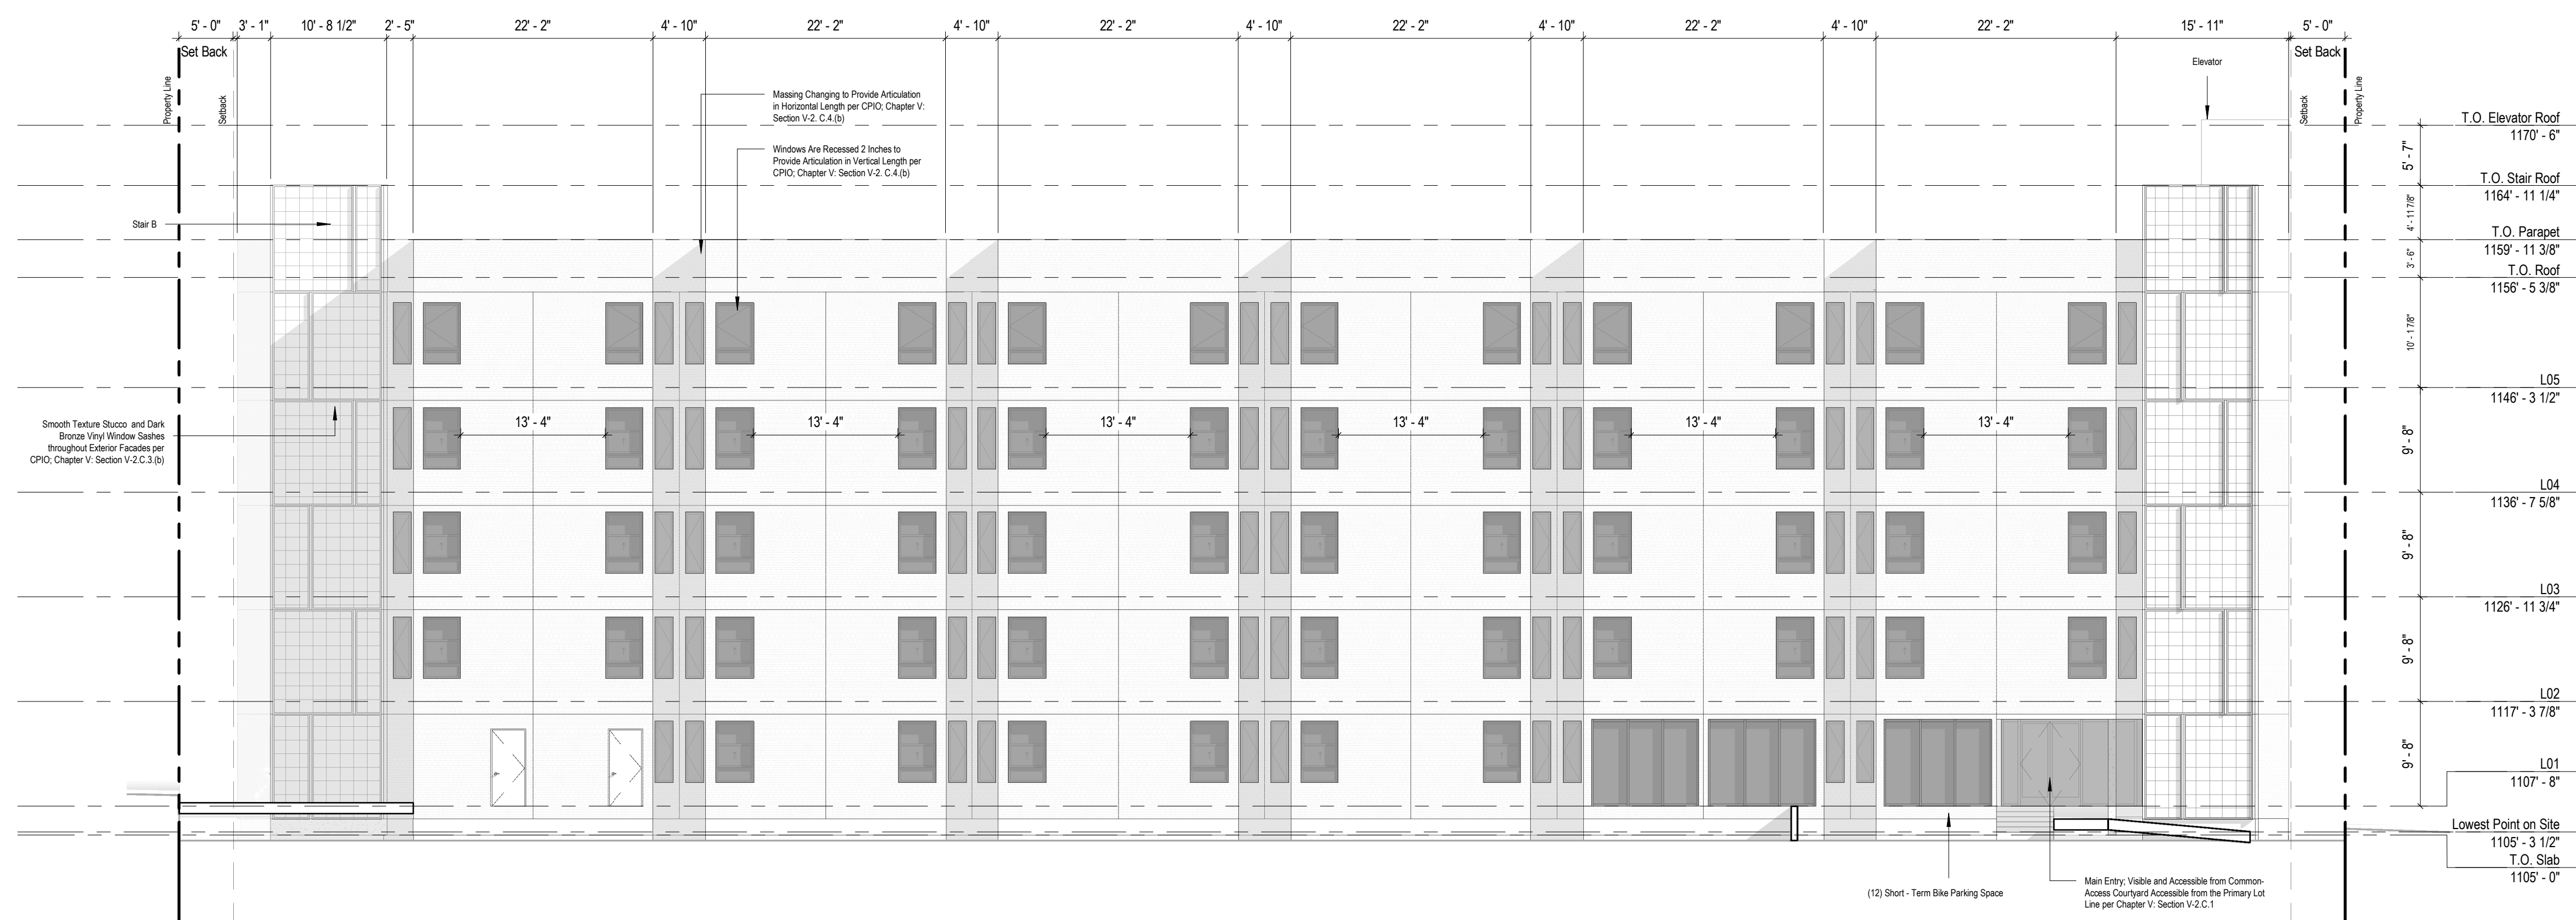 5' - 0" 3' - 1" 10' - 8 1/2" 2' - 5" 22' - 2" 4' - 10" 22' - 2" 4' - 10" 22' - 2" 4' - 10" 22' - 2" 4' - 10" 22' - 2" 4' - 10" 22' - 2" 15' - 11" 5' - 0"
Set Back
Set Back
Property Line
Setback
Elevator
Setback
Property Line
Massing Changing to Provide Articulation
in Horizontal Length per CPIO; Chapter V:
Section V-2. C.4.(b)
Windows Are Recessed 2 Inches to
Provide Articulation in Vertical Length per
CPIO; Chapter V: Section V-2. C.4.(b)
Stair B
Smooth Texture Stucco and Dark
Bronze Vinyl Window Sashes
throughout Exterior Facades per
CPIO; Chapter V: Section V-2.C.3.(b)
13' - 4" 13' - 4" 13' - 4" 13' - 4" 13' - 4" 13' - 4"
T.O. Elevator Roof
1170' - 6"
5' - 7"
T.O. Stair Roof
1164' - 11 1/4"
4' - 11 7/8"
T.O. Parapet
1159' - 11 3/8"
3' - 6"
T.O. Roof
1156' - 5 3/8"
10' - 1 7/8"
L05
1146' - 3 1/2"
9' - 8"
L04
1136' - 7 5/8"
9' - 8"
L03
1126' - 11 3/4"
9' - 8"
L02
1117' - 3 7/8"
9' - 8"
L01
1107' - 8"
Lowest Point on Site
1105' - 3 1/2"
T.O. Slab
1105' - 0"
(12) Short - Term Bike Parking Space
Main Entry; Visible and Accessible from Common-
Access Courtyard Accessible from the Primary Lot
Line per Chapter V: Section V-2.C.1